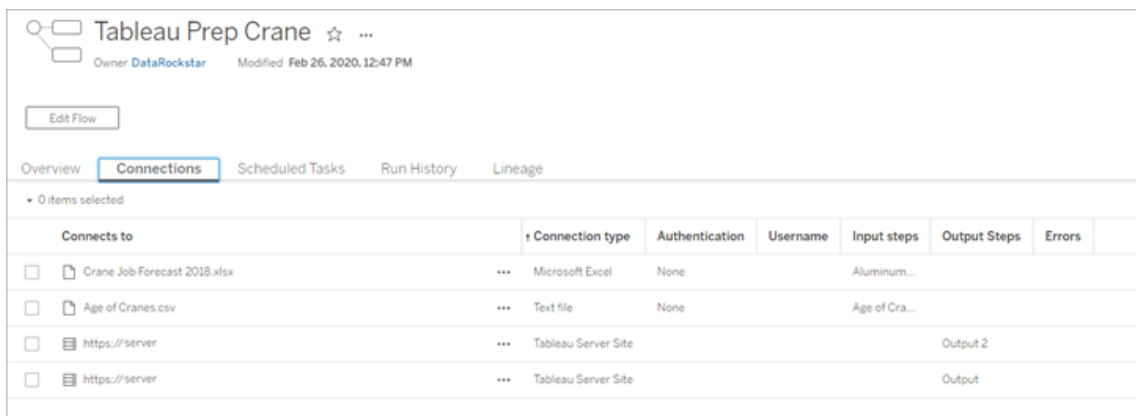 Tableau Prep Crane ☆ ...
Owner DataRockstar Modified Feb 26, 2020, 12:47 PM
Edit Flow
Overview Connections Scheduled Tasks Run History Lineage
▾ 0 items selected
Connects to ↑ Connection type Authentication Username Input steps Output Steps Errors
Crane Job Forecast 2018.xlsx ... Microsoft Excel None Aluminum...
Age of Cranes.csv ... Text file None Age of Cra...
https://server ... Tableau Server Site Output 2
https://server ... Tableau Server Site Output